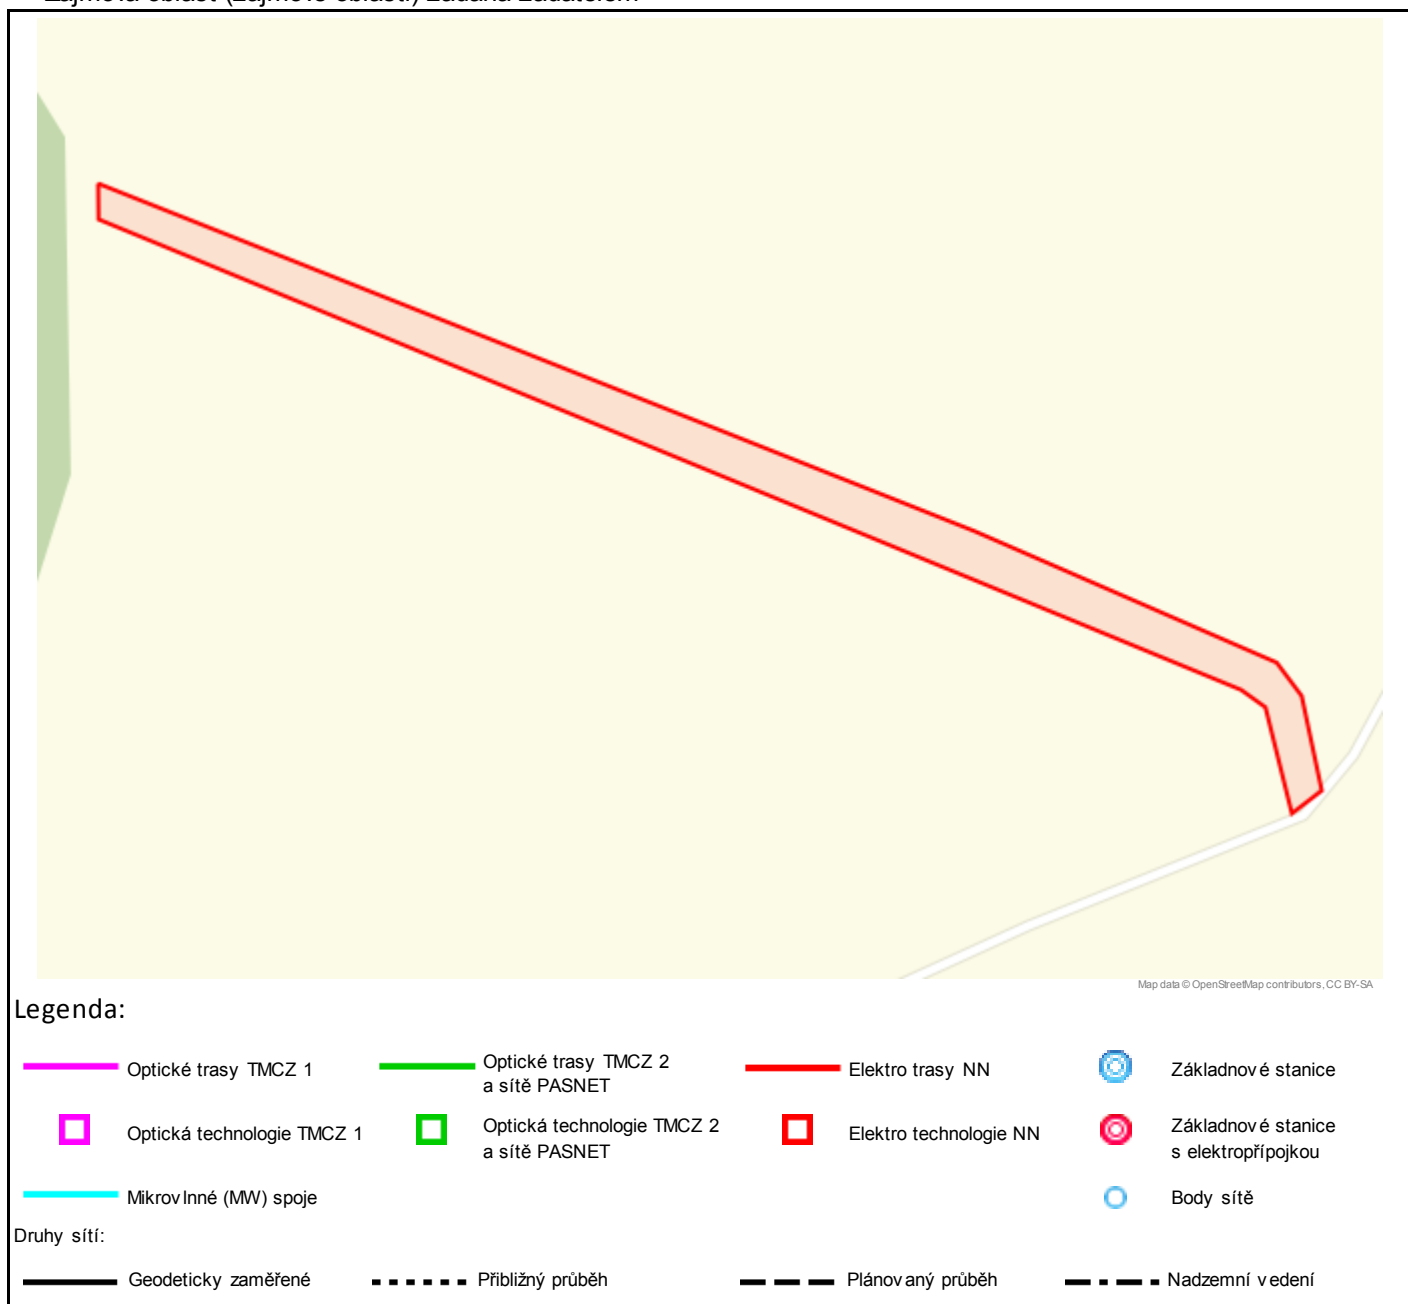 Map data © OpenStreetMap contributors, CC BY-SA
Legenda:
Optické trasy TMCZ 1
Optické trasy TMCZ 2
a sítě PASNET
Elektro trasy NN
Základnové stanice
Optická technologie TMCZ 1
Optická technologie TMCZ 2
a sítě PASNET
Elektro technologie NN
Základnové stanice
s elektropřípojkou
Mikrovlnné (MW) spoje
Body sítě
Druhy sítí:
Geodeticky zaměřené
Přibližný průběh
Plánovaný průběh
Nadzemní vedení